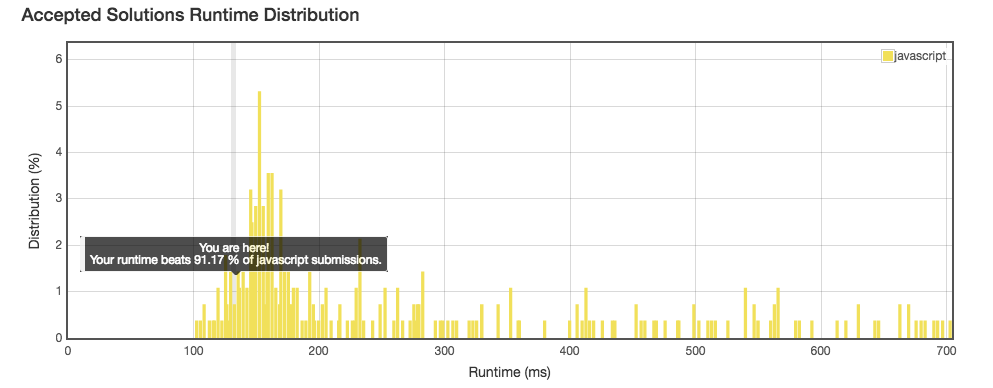 Accepted Solutions Runtime Distribution
javascript
6
5
4
3
2
1
0
Distribution (%)
You are here!
Your runtime beats 91.17 % of javascript submissions.
0 100 200 300 400 500 600 700
Runtime (ms)